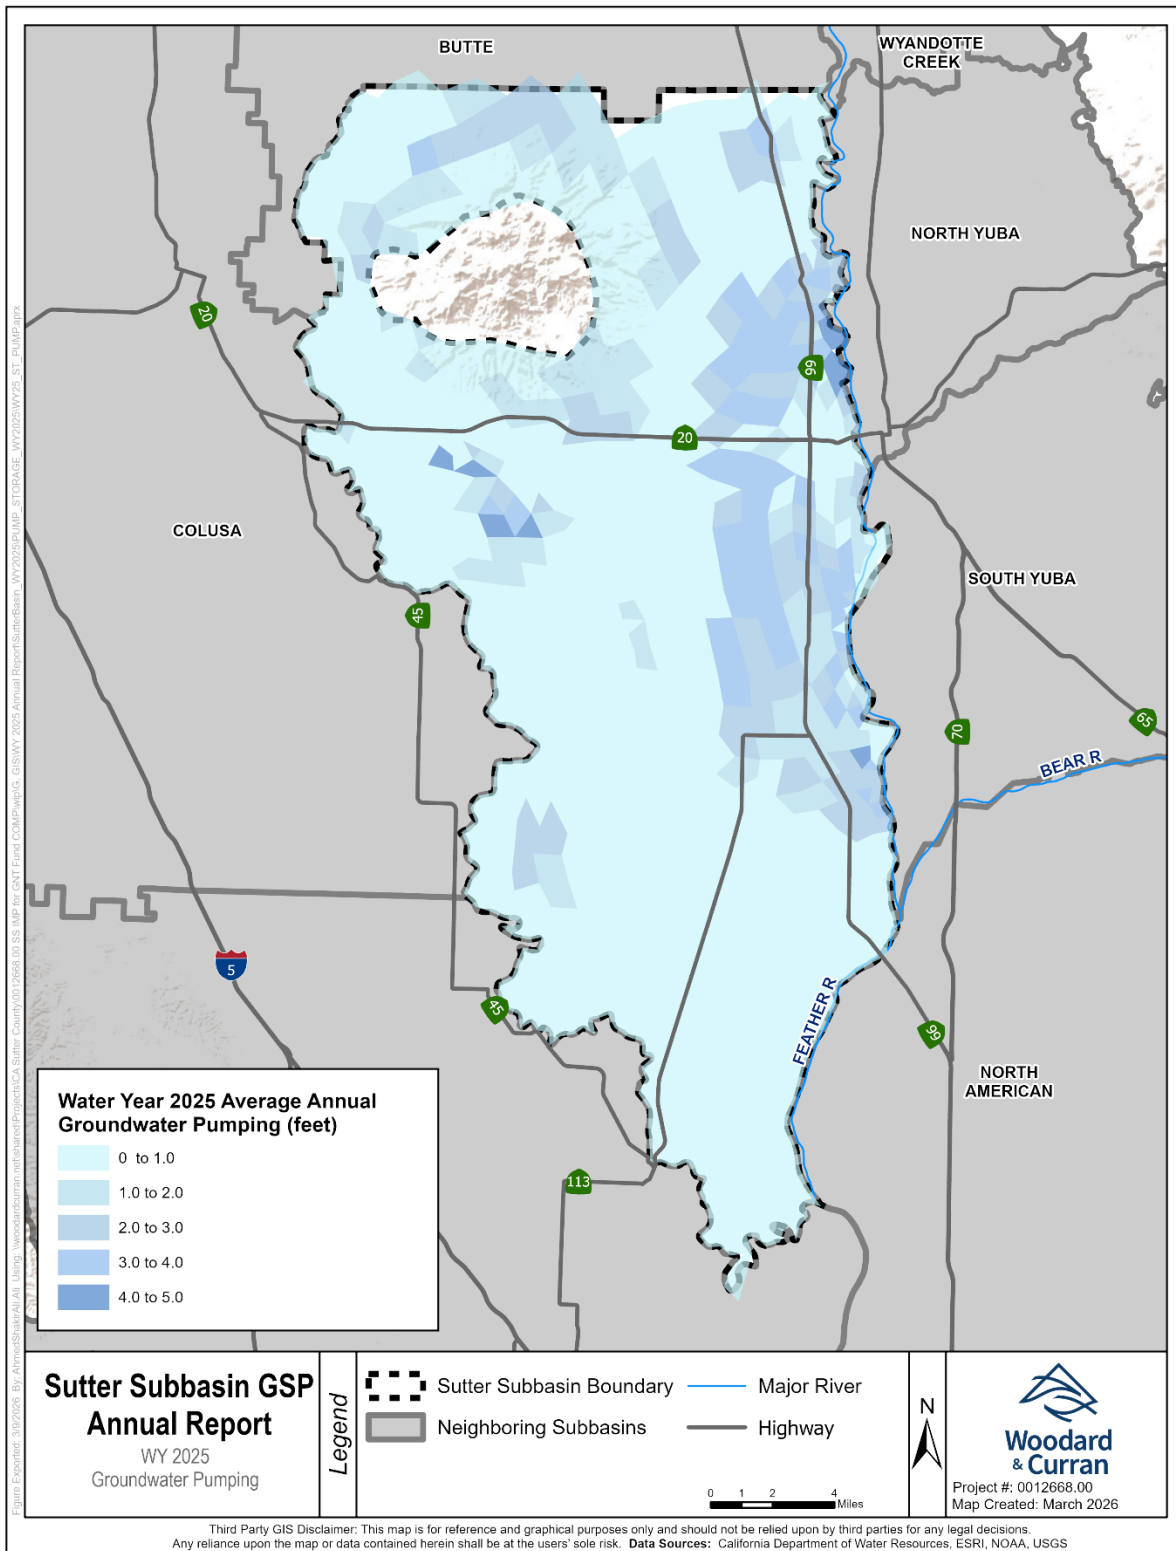 BUTTE
WYANDOTTE
CREEK
NORTH YUBA
20
99
20
COLUSA
SOUTH YUBA
45
65
70
BEAR R
5
45
FEATHER R
99
NORTH
AMERICAN
113
Water Year 2025 Average Annual
Groundwater Pumping (feet)
0 to 1.0
1.0 to 2.0
2.0 to 3.0
3.0 to 4.0
4.0 to 5.0
Sutter Subbasin GSP
Annual Report
WY 2025
Groundwater Pumping
Legend
Sutter Subbasin Boundary
Major River
Neighboring Subbasins
Highway
0 1 2 4
Miles
N
Woodard
& Curran
Project #: 0012668.00
Map Created: March 2026
Third Party GIS Disclaimer: This map is for reference and graphical purposes only and should not be relied upon by third parties for any legal decisions.
Any reliance upon the map or data contained herein shall be at the users' sole risk. Data Sources: California Department of Water Resources, ESRI, NOAA, USGS